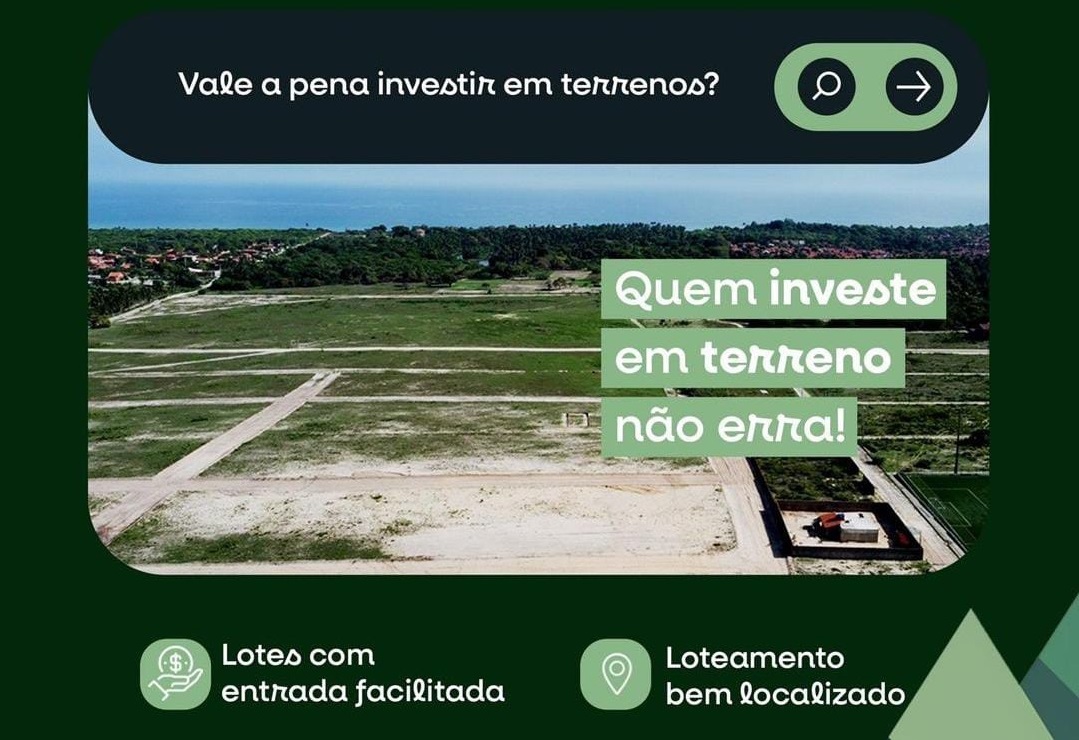 Vale a pena investir em terrenos?
Quem investe
em terreno
não erra!
Lotes com
entrada facilitada
Loteamento
bem localizado